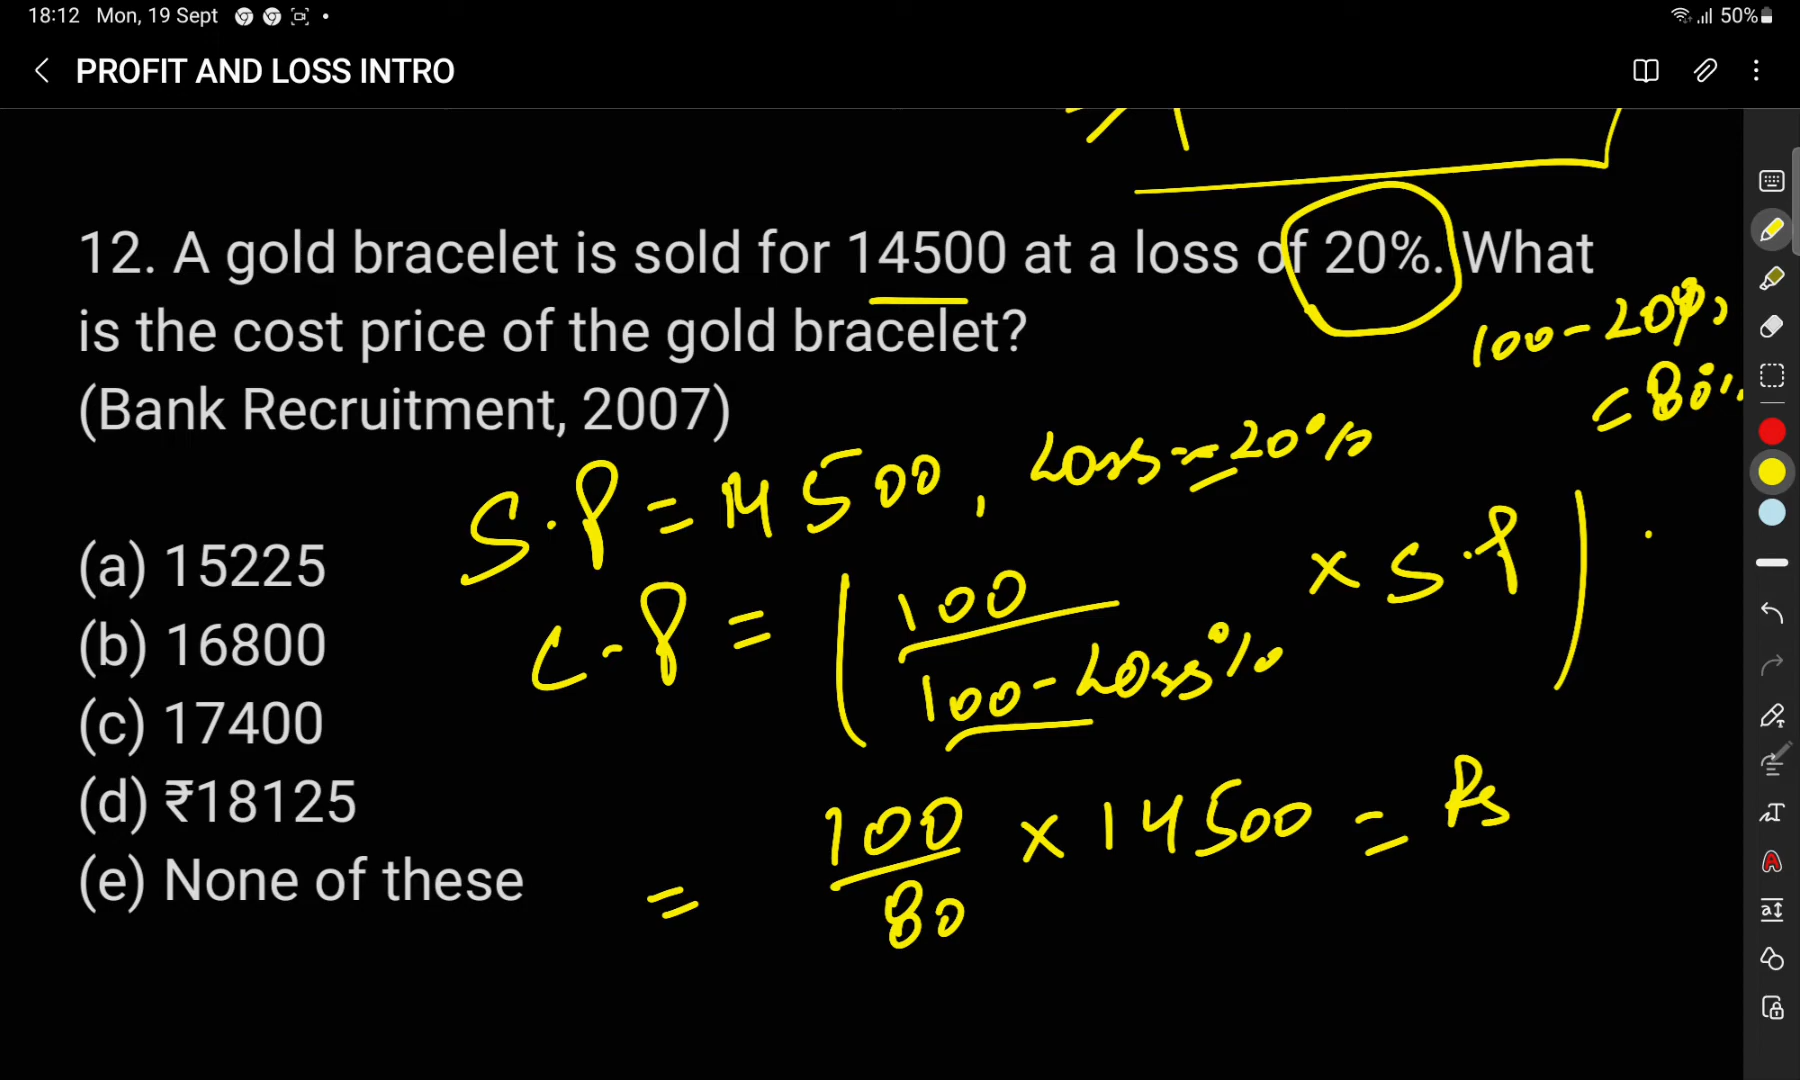 18:12 Mon, 19 Sept 50%
PROFIT AND LOSS INTRO
12. A gold bracelet is sold for 14500 at a loss of 20%. What
is the cost price of the gold bracelet?
(Bank Recruitment, 2007)
100 - 20%
= 80%
S.P = 14500, Loss = 20%
C.P = ( 100 / 100 - Loss% × S.P )
= 100 / 80 × 14500 = Rs
(a) 15225
(b) 16800
(c) 17400
(d) ₹18125
(e) None of these